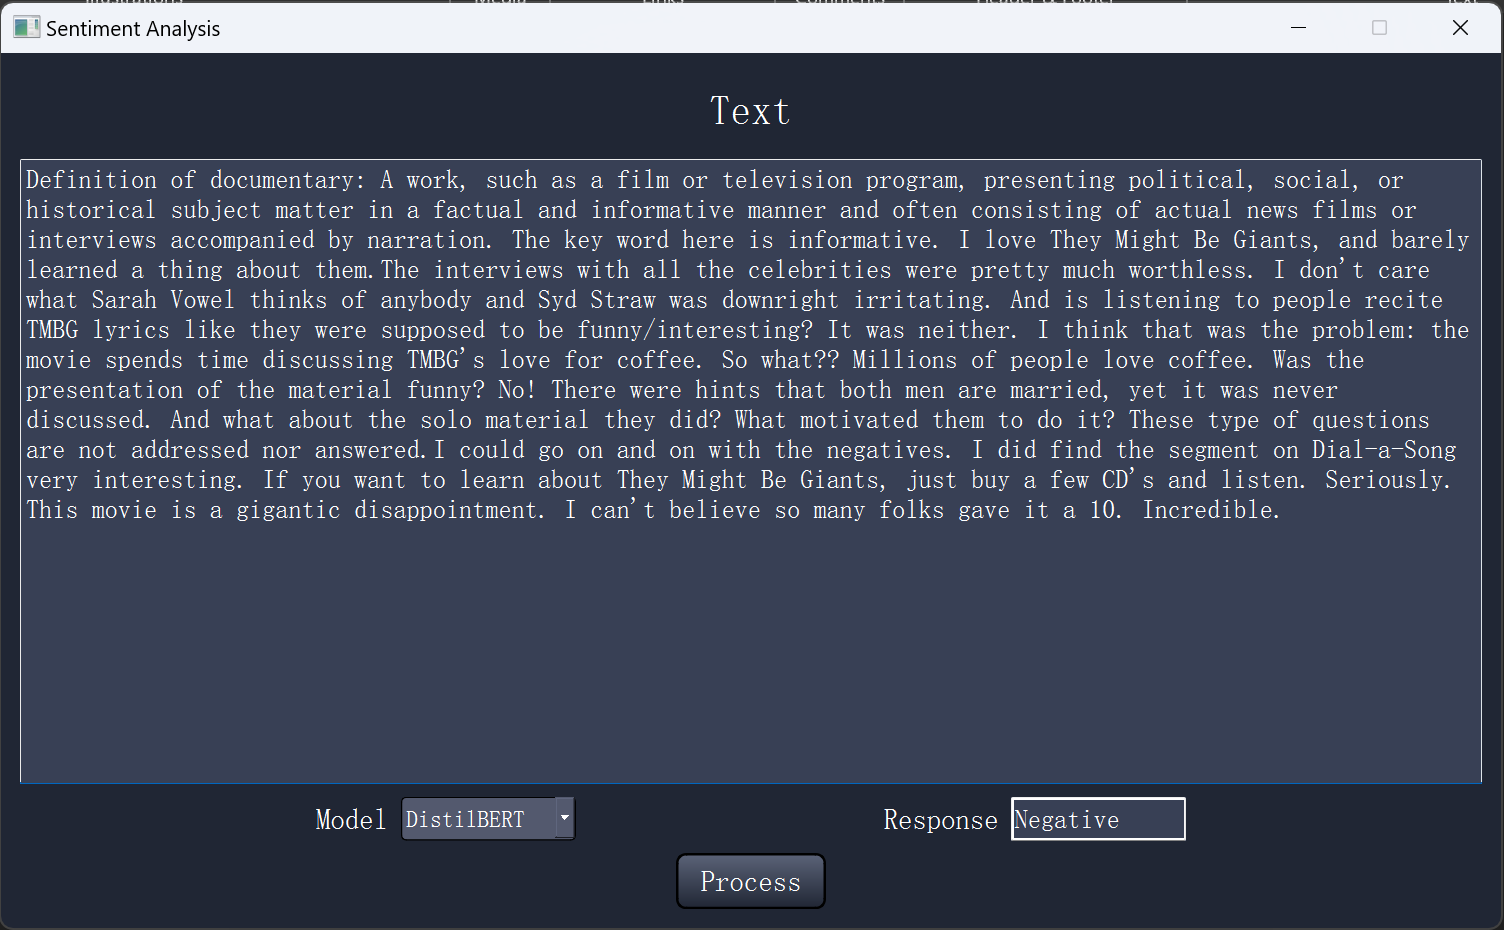 Sentiment Analysis
Text
Definition of documentary: A work, such as a film or television program, presenting political, social, or
historical subject matter in a factual and informative manner and often consisting of actual news films or
interviews accompanied by narration. The key word here is informative. I love They Might Be Giants, and barely
learned a thing about them.The interviews with all the celebrities were pretty much worthless. I don't care
what Sarah Vowel thinks of anybody and Syd Straw was downright irritating. And is listening to people recite
TMBG lyrics like they were supposed to be funny/interesting? It was neither. I think that was the problem: the
movie spends time discussing TMBG's love for coffee. So what?? Millions of people love coffee. Was the
presentation of the material funny? No! There were hints that both men are married, yet it was never
discussed. And what about the solo material they did? What motivated them to do it? These type of questions
are not addressed nor answered.I could go on and on with the negatives. I did find the segment on Dial-a-Song
very interesting. If you want to learn about They Might Be Giants, just buy a few CD's and listen. Seriously.
This movie is a gigantic disappointment. I can't believe so many folks gave it a 10. Incredible.
Model DistilBERT Response Negative
Process